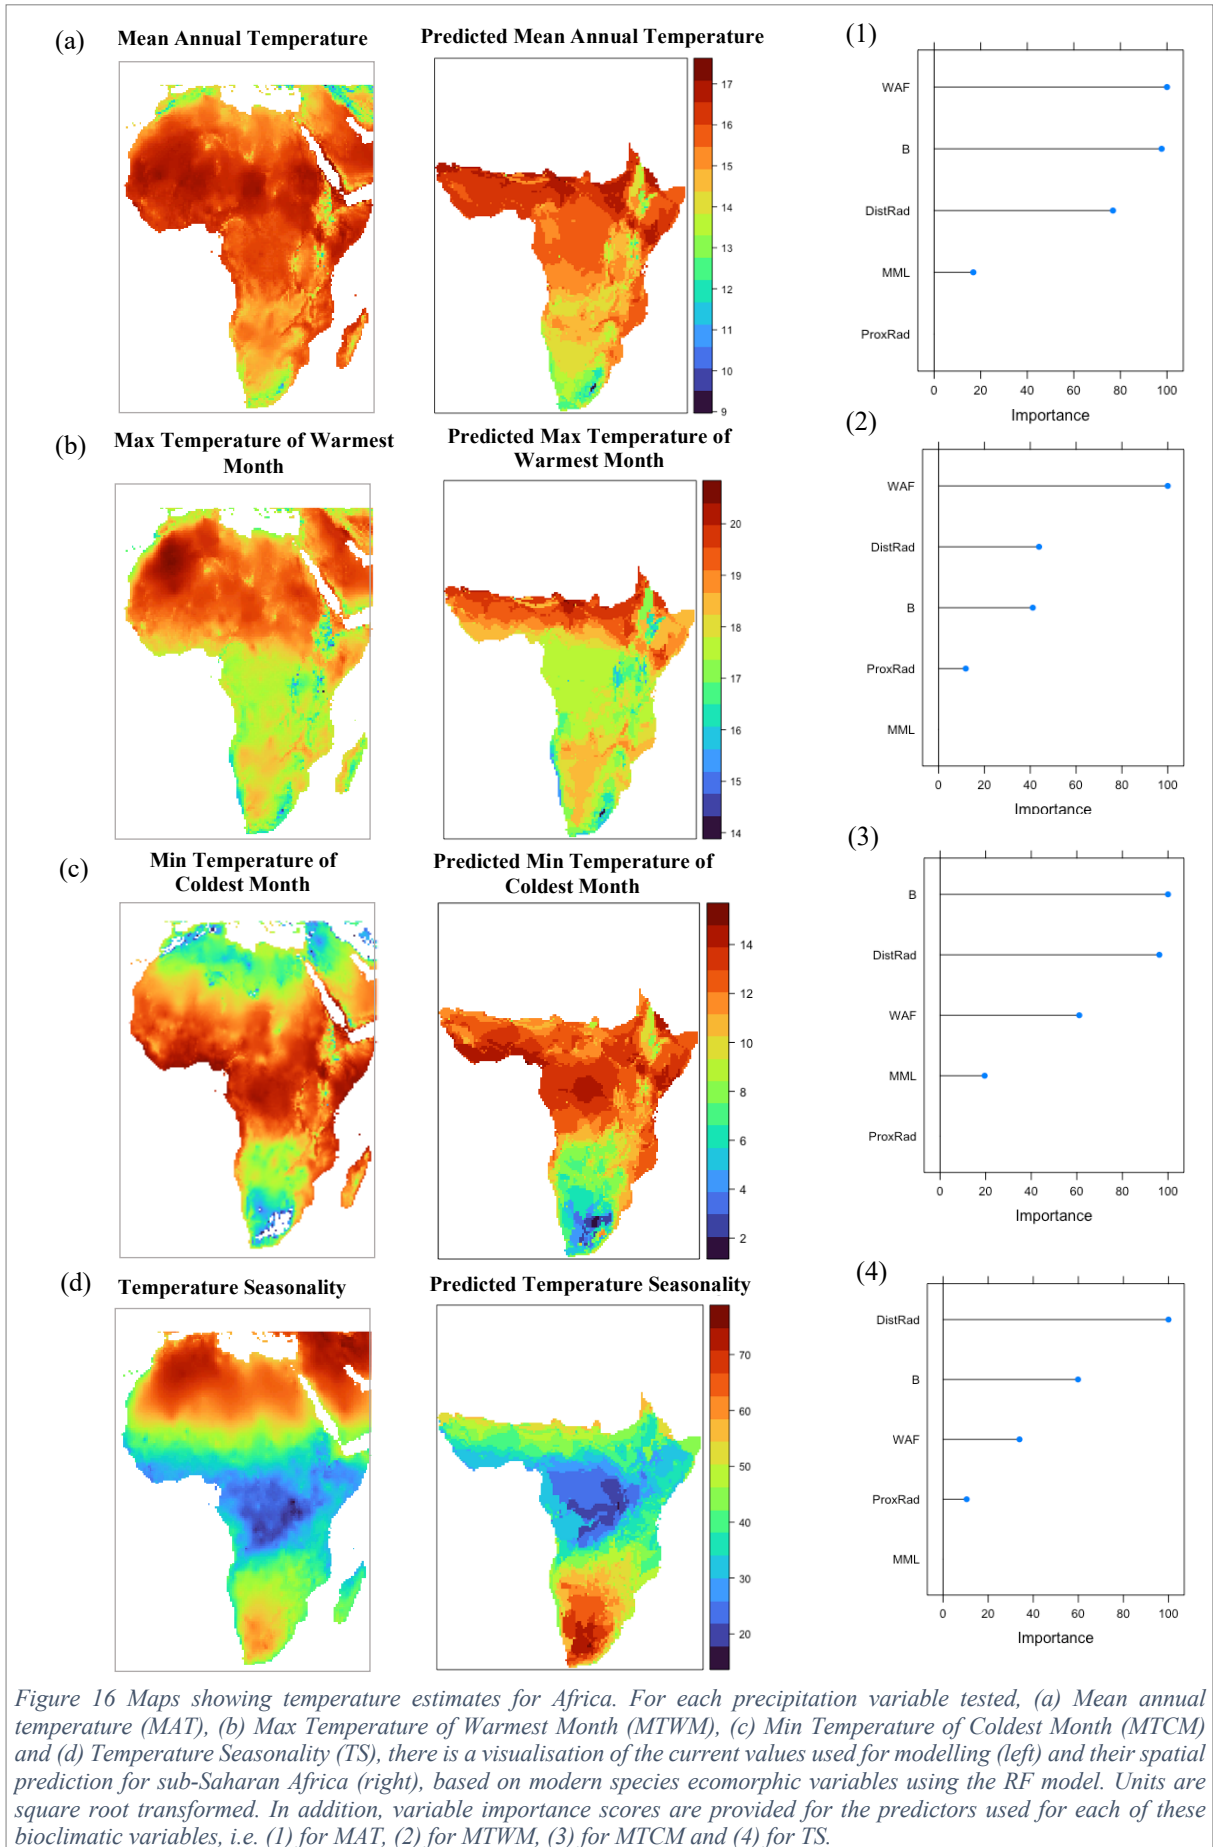 (a)
Mean Annual Temperature
Predicted Mean Annual Temperature
17
16
15
14
13
12
11
10
9
(1)
WAF
B
DistRad
MML
ProxRad
0 20 40 60 80 100
Importance
(b)
Max Temperature of Warmest
Month
Predicted Max Temperature of
Warmest Month
20
19
18
17
16
15
14
(2)
WAF
DistRad
B
ProxRad
MML
0 20 40 60 80 100
Importance
(c)
Min Temperature of
Coldest Month
Predicted Min Temperature of
Coldest Month
14
12
10
8
6
4
2
(3)
B
DistRad
WAF
MML
ProxRad
0 20 40 60 80 100
Importance
(d)
Temperature Seasonality
Predicted Temperature Seasonality
70
60
50
40
30
20
(4)
DistRad
B
WAF
ProxRad
MML
0 20 40 60 80 100
Importance
Figure 16 Maps showing temperature estimates for Africa. For each precipitation variable tested, (a) Mean annual
temperature (MAT), (b) Max Temperature of Warmest Month (MTWM), (c) Min Temperature of Coldest Month (MTCM)
and (d) Temperature Seasonality (TS), there is a visualisation of the current values used for modelling (left) and their spatial
prediction for sub-Saharan Africa (right), based on modern species ecomorphic variables using the RF model. Units are
square root transformed. In addition, variable importance scores are provided for the predictors used for each of these
bioclimatic variables, i.e. (1) for MAT, (2) for MTWM, (3) for MTCM and (4) for TS.